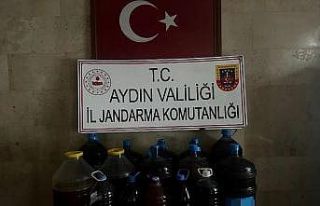 T.C.
AYDIN VALİLİĞİ
İL JANDARMA KOMUTANLIĞI